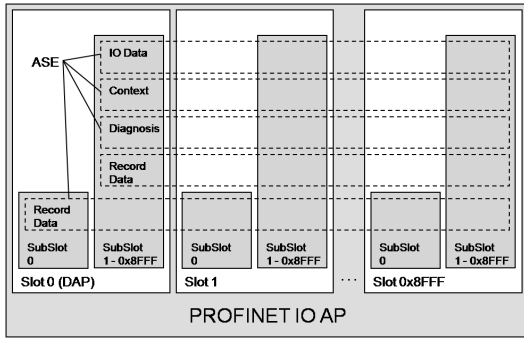 ASE
IO Data
Context
Diagnosis
Record
Data
Record
Data
SubSlot
0
SubSlot
1 - 0x8FFF
SubSlot
0
SubSlot
1 - 0x8FFF
SubSlot
0
SubSlot
1 - 0x8FFF
Slot 0 (DAP)
Slot 1
. . .
Slot 0x8FF
PROFINET IO AP